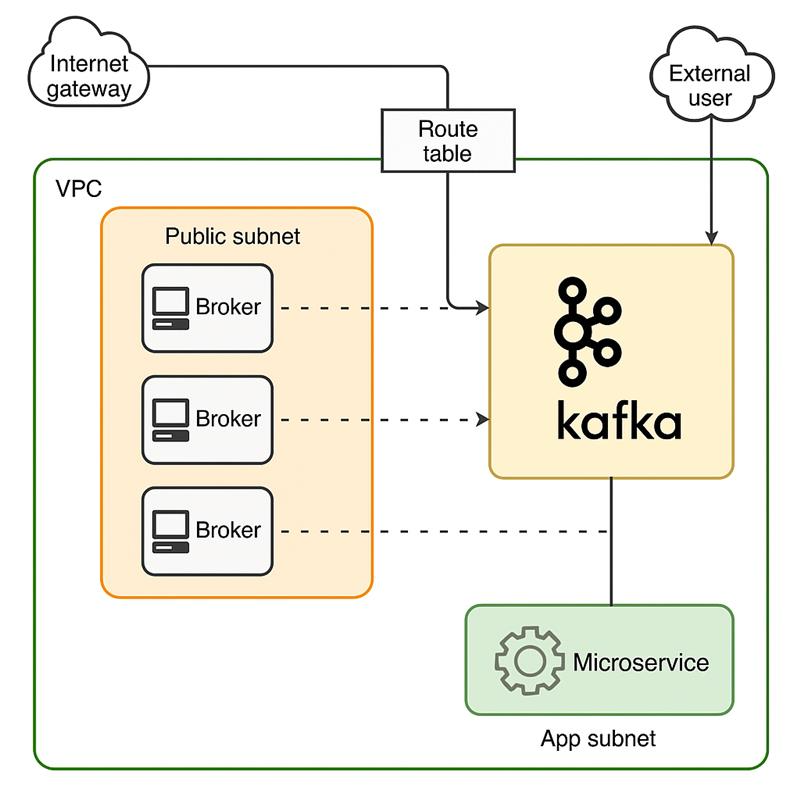 Internet
gateway
External
user
Route
table
VPC
Public subnet
Broker
Broker
Broker
kafka
Microservice
App subnet